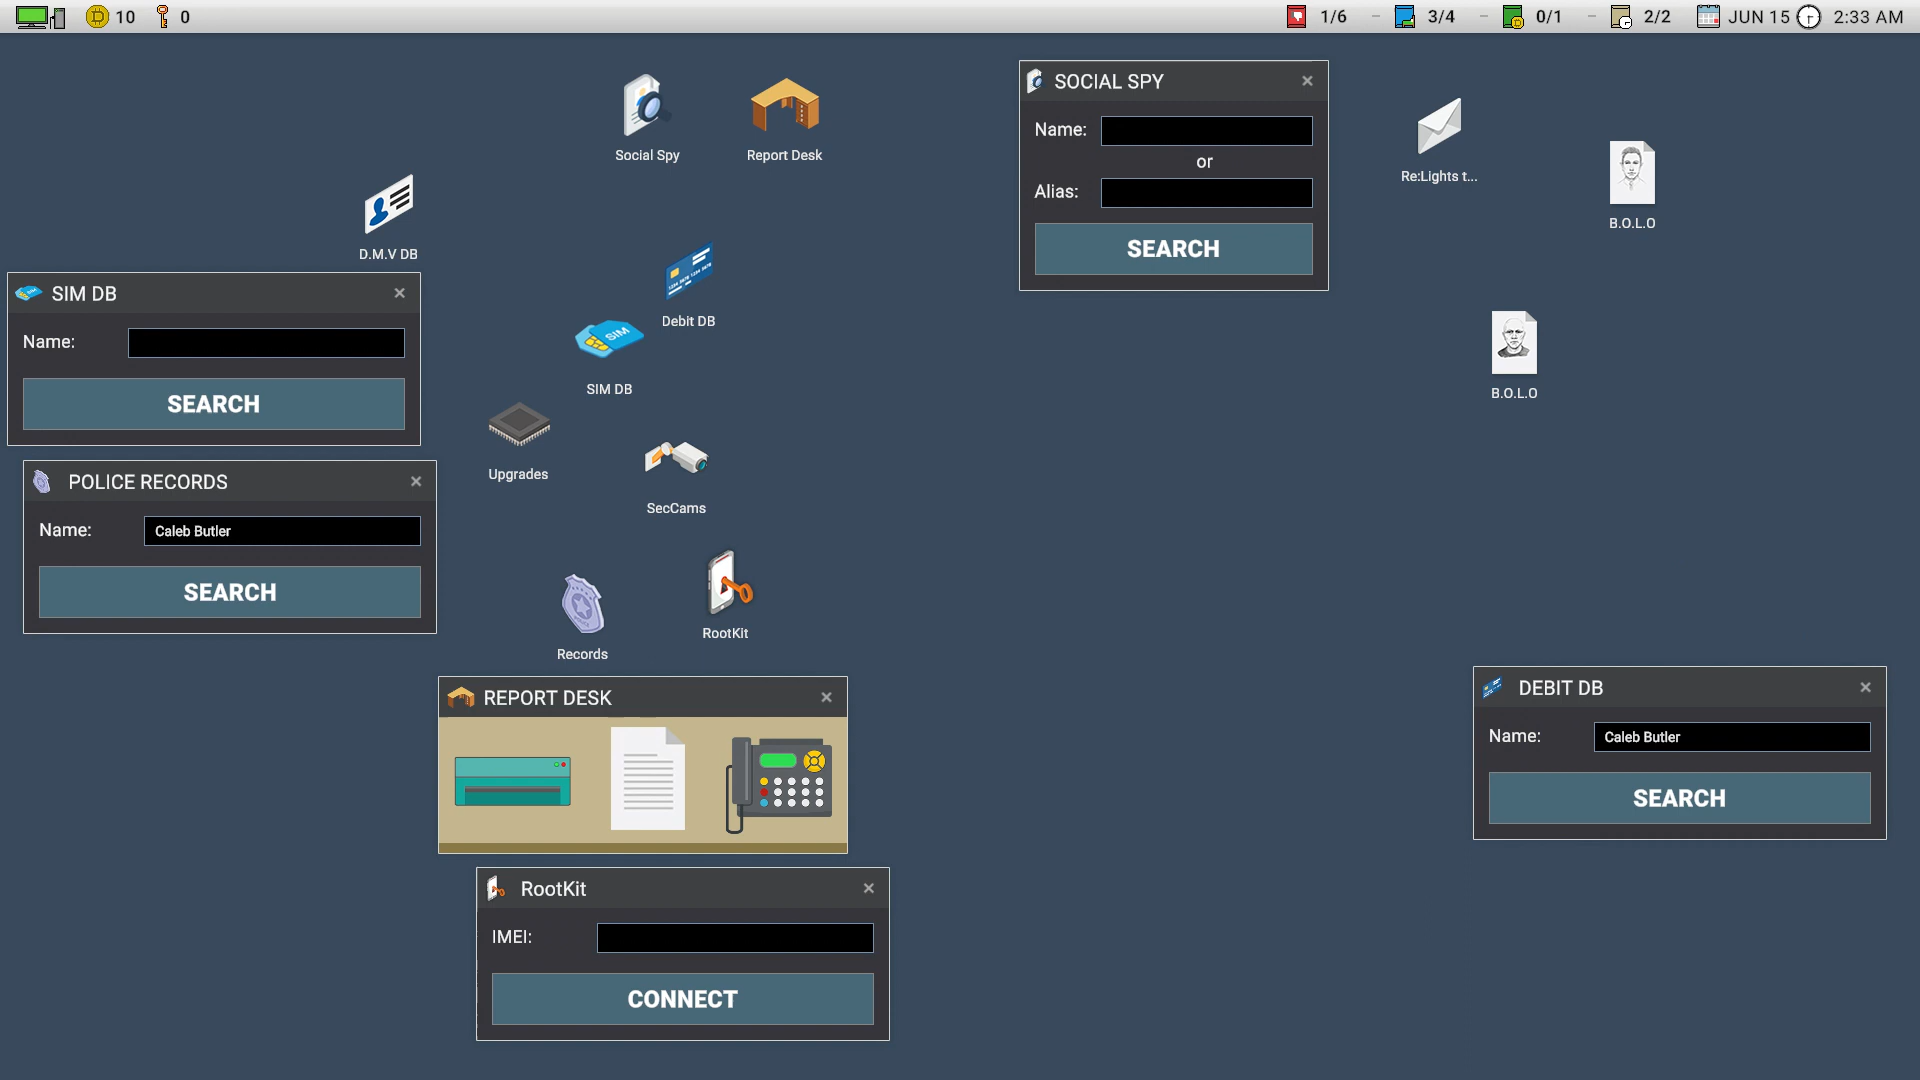 10
0
1/6
3/4
0/1
2/2
JUN 15
2:33 AM
Social Spy
Report Desk
D.M.V DB
Debit DB
SIM
SIM DB
Upgrades
SecCams
Records
RootKit
Re:Lights t...
B.O.L.O
B.O.L.O
SOCIAL SPY
Name:
or
Alias:
SEARCH
SIM DB
Name:
SEARCH
POLICE RECORDS
Name: Caleb Butler
SEARCH
REPORT DESK
RootKit
IMEI:
CONNECT
DEBIT DB
Name: Caleb Butler
SEARCH